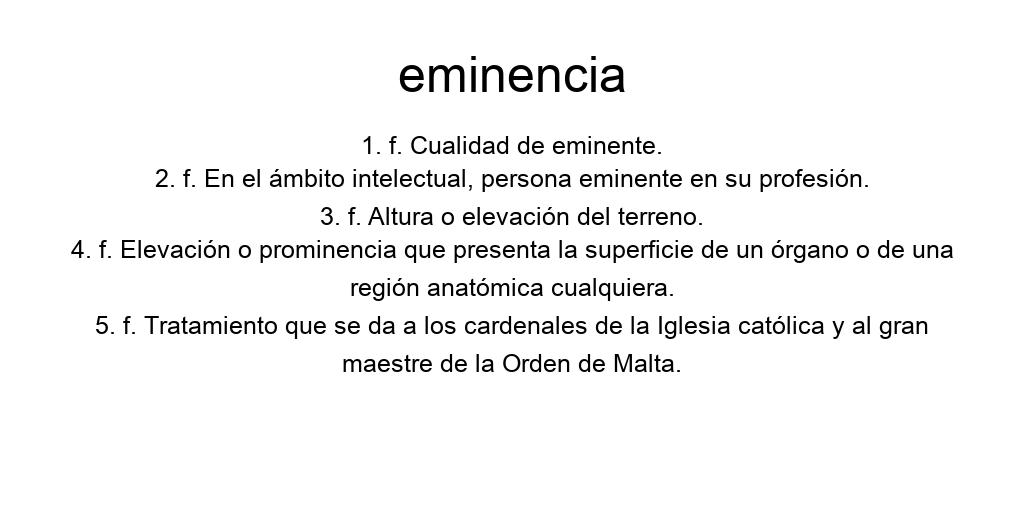 eminencia
1. f. Cualidad de eminente.
2. f. En el ámbito intelectual, persona eminente en su profesión.
3. f. Altura o elevación del terreno.
4. f. Elevación o prominencia que presenta la superficie de un órgano o de una
región anatómica cualquiera.
5. f. Tratamiento que se da a los cardenales de la Iglesia católica y al gran
maestre de la Orden de Malta.